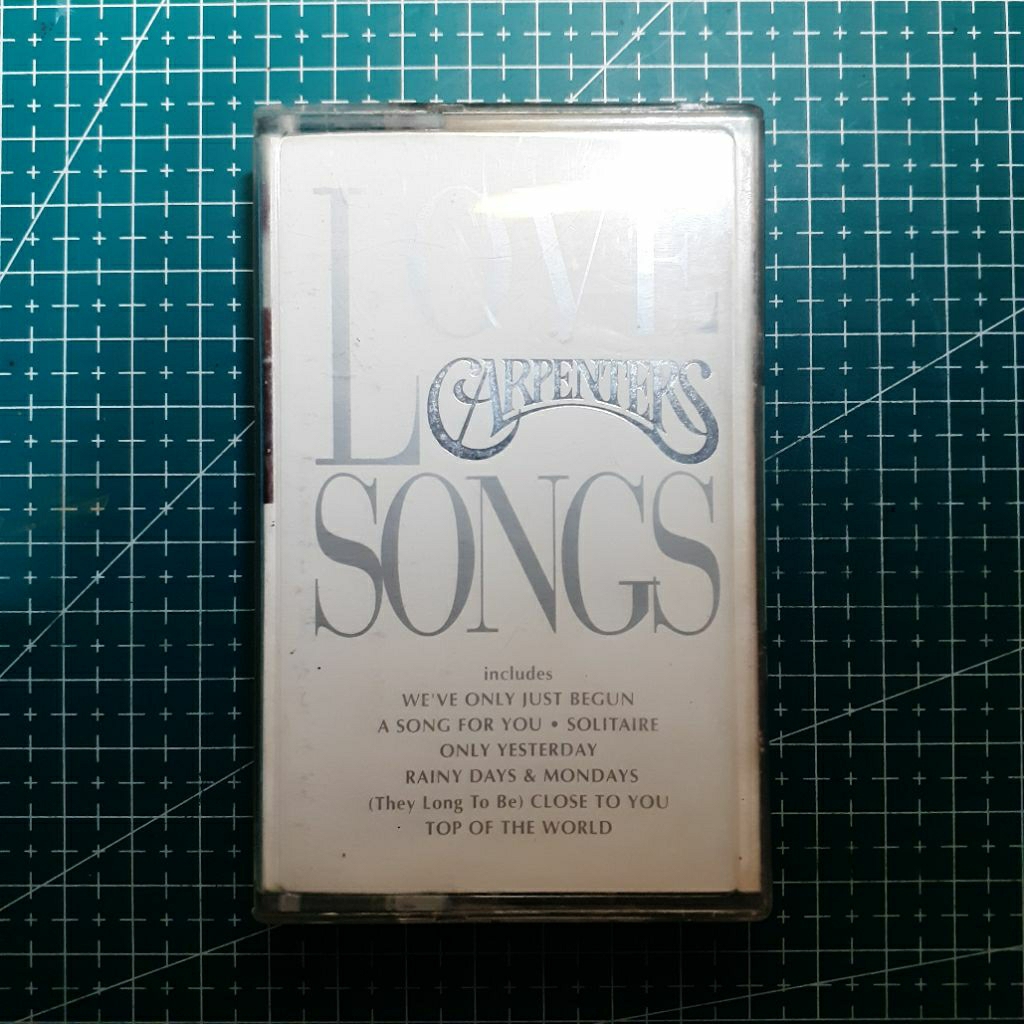 LOVE
CARPENTERS
SONGS
includes
WE'VE ONLY JUST BEGUN
A SONG FOR YOU • SOLITAIRE
ONLY YESTERDAY
RAINY DAYS & MONDAYS
(They Long To Be) CLOSE TO YOU
TOP OF THE WORLD